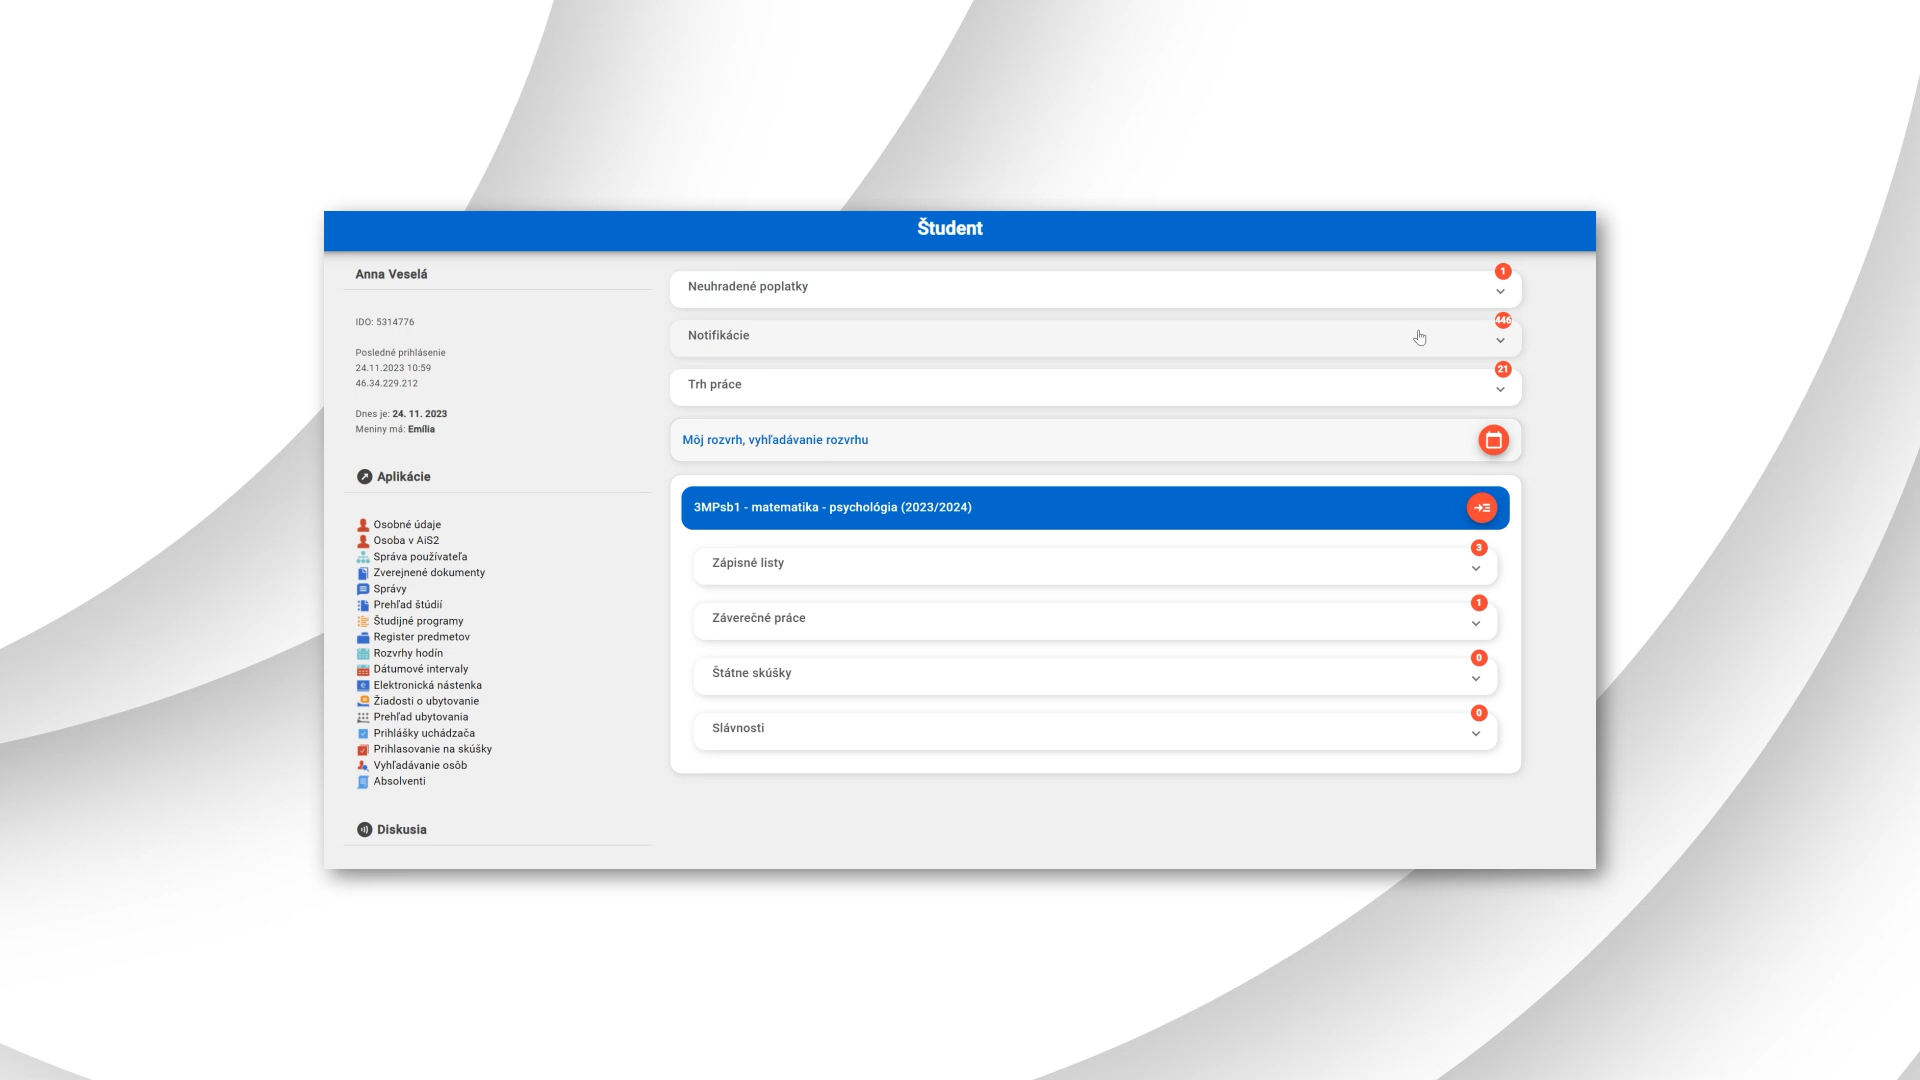 Študent
Anna Veselá
IDO: 5314776
Posledné prihlásenie
24.11.2023 10:59
46.34.229.212
Dnes je: 24. 11. 2023
Meniny má: Emília
Aplikácie
Osobné údaje
Osoba v AiS2
Správa používateľa
Zverejnené dokumenty
Správy
Prehľad štúdií
Študijné programy
Register predmetov
Rozvrhy hodín
Dátumové intervaly
Elektronická nástenka
Žiadosti o ubytovanie
Prehľad ubytovania
Prihlášky uchádzača
Prihlasovanie na skúšky
Vyhľadávanie osôb
Absolventi
Diskusia
Neuhradené poplatky 1
Notifikácie 446
Trh práce 21
Môj rozvrh, vyhľadávanie rozvrhu
3MPsb1 - matematika - psychológia (2023/2024)
Zápisné listy 3
Záverečné práce 1
Štátne skúšky 0
Slávnosti 0